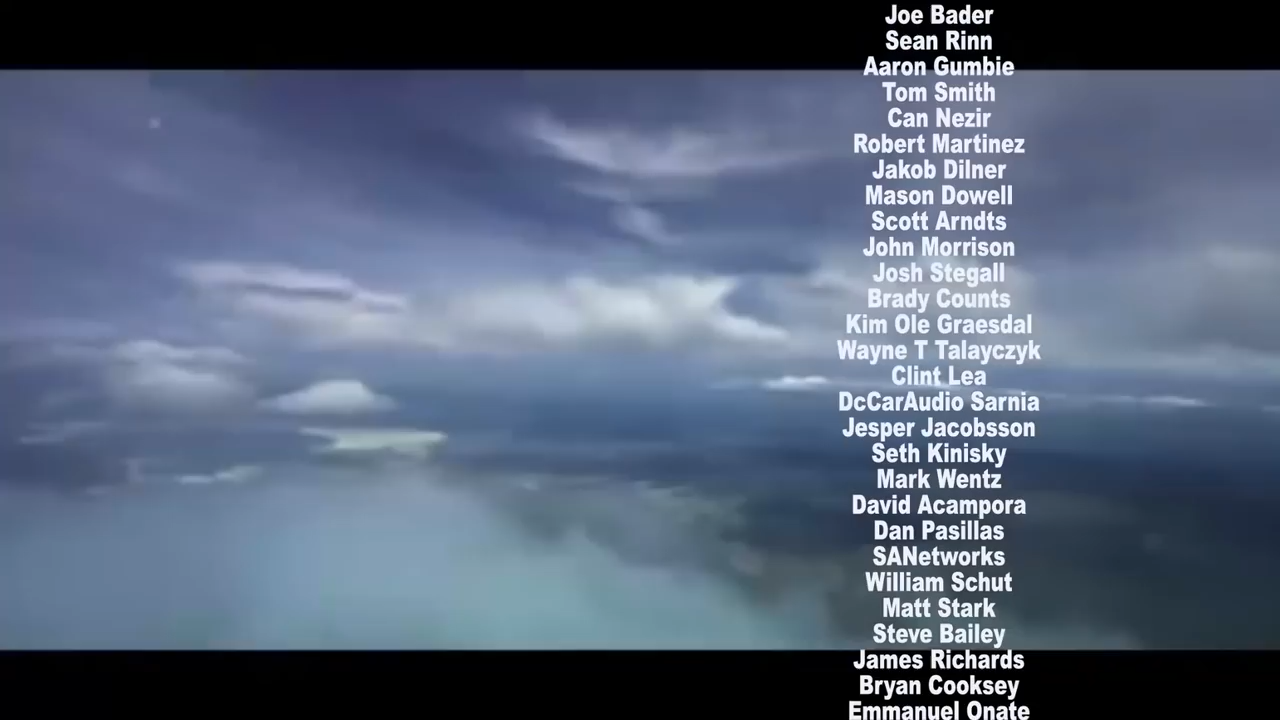 Joe Bader
Sean Rinn
Aaron Gumbie
Tom Smith
Can Nezir
Robert Martinez
Jakob Dilner
Mason Dowell
Scott Arndts
John Morrison
Josh Stegall
Brady Counts
Kim Ole Graesdal
Wayne T Talayczyk
Clint Lea
DcCarAudio Sarnia
Jesper Jacobsson
Seth Kinisky
Mark Wentz
David Acampora
Dan Pasillas
SANetworks
William Schut
Matt Stark
Steve Bailey
James Richards
Bryan Cooksey
Emmanuel Onate